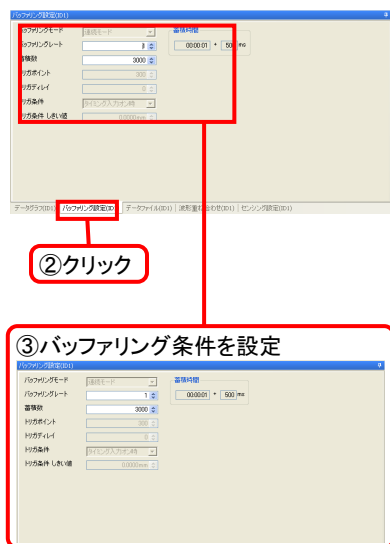 バッファリング設定(ID1)
バッファリングモード 連続モード 蓄積時間
バッファリングレート 00:00:01 + 500 ms
蓄積数 3000
トリガポイント 300
トリガディレイ 0
トリガ条件 タイミング入力オン時
トリガ条件 しきい値 0.0000mm
データグラフ(ID1) バッファリング設定(ID データファイル(ID1) 波形重 合わせ(ID1) センシング設定(ID1)
②クリック
③バッファリング条件を設定
バッファリング設定(ID1)
バッファリングモード 連続モード 蓄積時間
バッファリングレート 1 00:00:01 + 500 ms
蓄積数 3000
トリガポイント 300
トリガディレイ 0
トリガ条件 タイミング入力オン時
トリガ条件 しきい値 0.0000mm